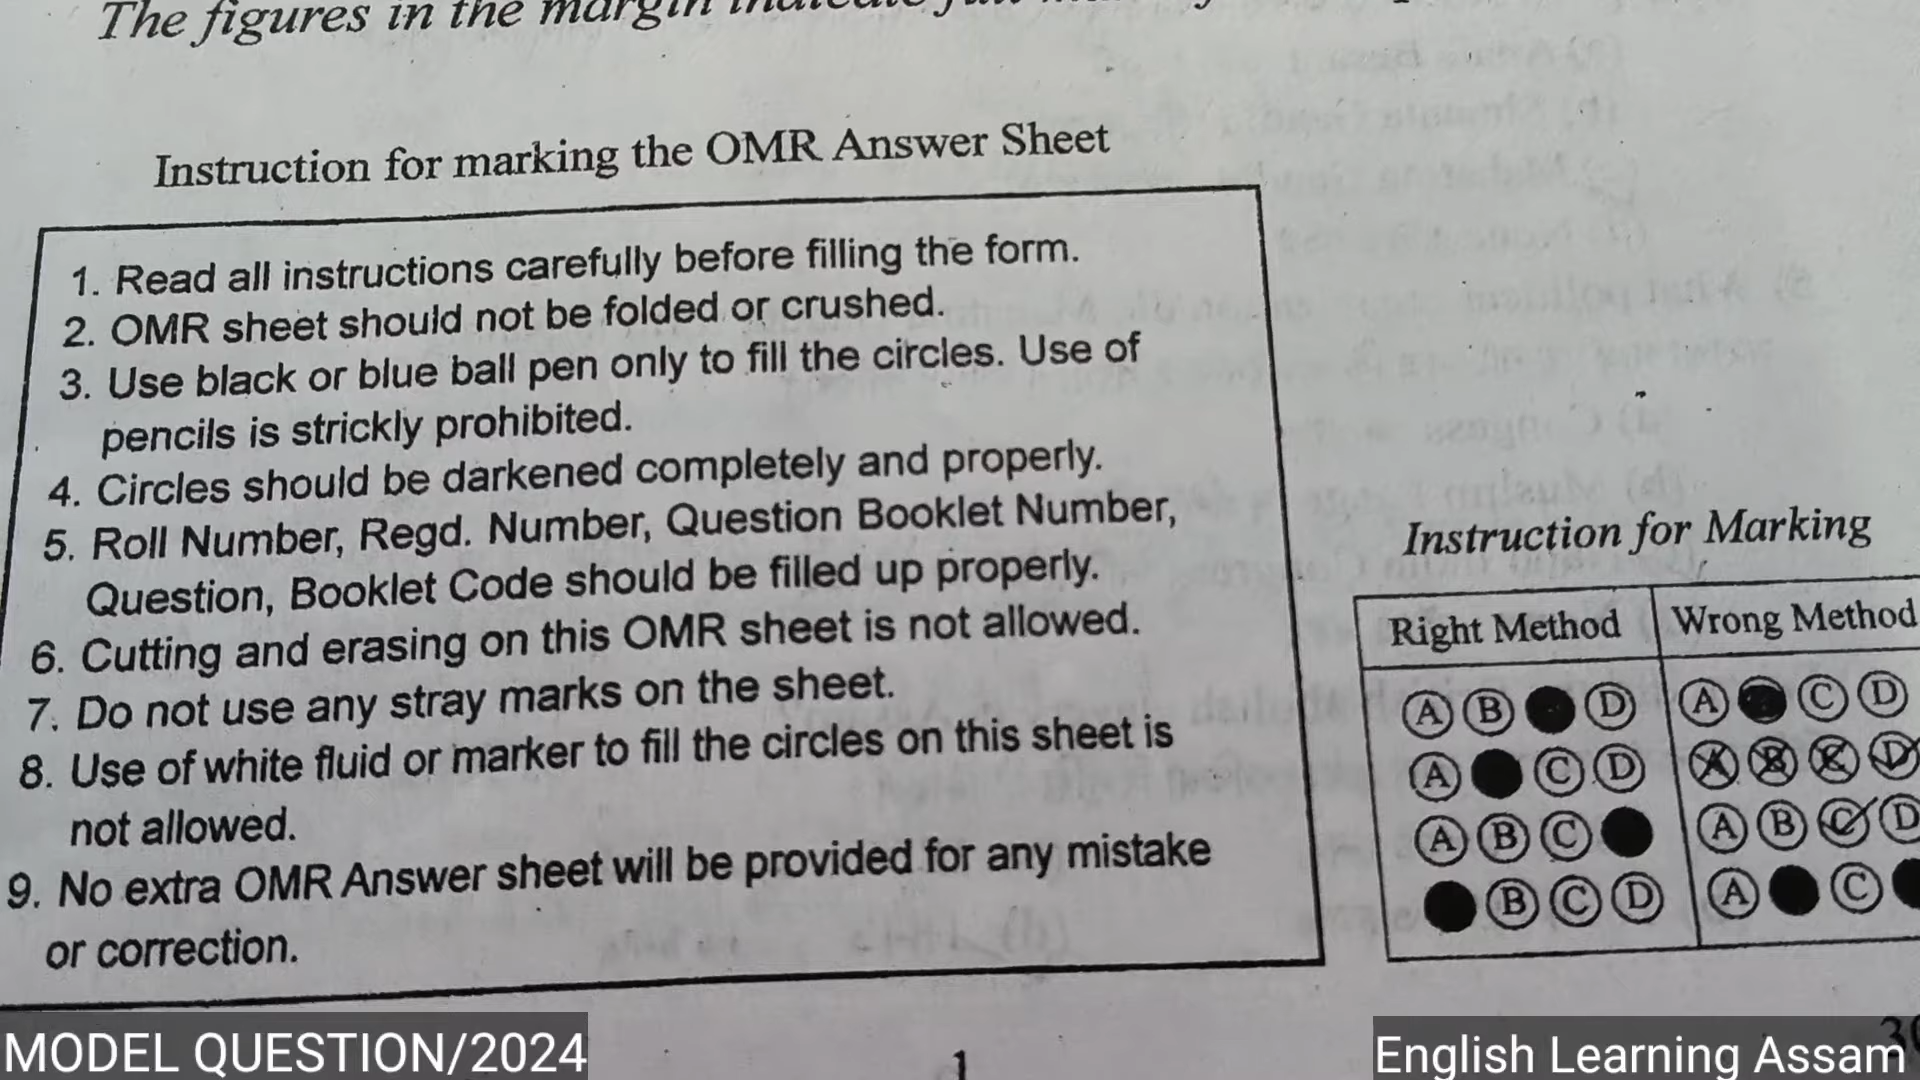 The figures in the margin indicate full
Instruction for marking the OMR Answer Sheet
1. Read all instructions carefully before filling the form.
2. OMR sheet should not be folded or crushed.
3. Use black or blue ball pen only to fill the circles. Use of
pencils is strickly prohibited.
4. Circles should be darkened completely and properly.
5. Roll Number, Regd. Number, Question Booklet Number,
Question, Booklet Code should be filled up properly.
6. Cutting and erasing on this OMR sheet is not allowed.
7. Do not use any stray marks on the sheet.
8. Use of white fluid or marker to fill the circles on this sheet is
not allowed.
9. No extra OMR Answer sheet will be provided for any mistake
or correction.
Instruction for Marking
Right Method Wrong Method
A B D A C D
A C D A B C D
A B C A B C D
B C D A C
1
MODEL QUESTION/2024
English Learning Assam